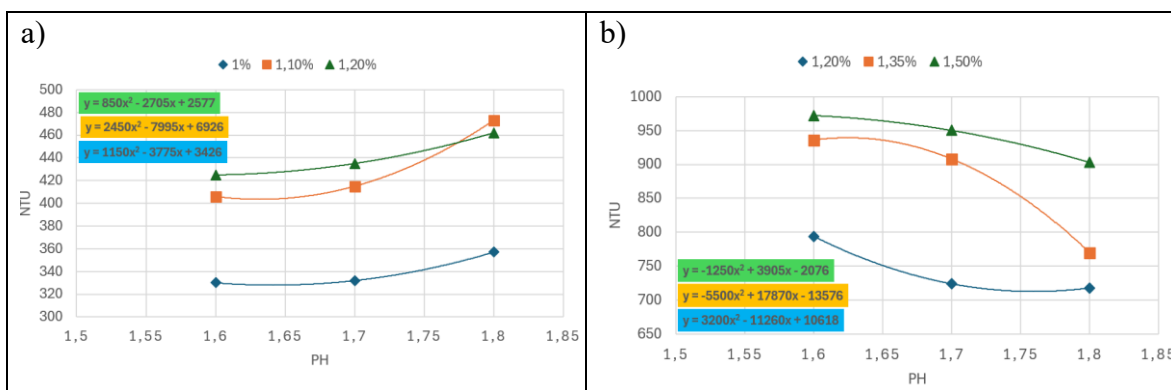 a)
1% 1,10% 1,20%
500
480
460
440
420
400
380
360
340
320
300
NTU
y = 850x² - 2705x + 2577
y = 2450x² - 7995x + 6926
y = 1150x² - 3775x + 3426
1,5 1,55 1,6 1,65 1,7 1,75 1,8 1,85
PH
b)
1,20% 1,35% 1,50%
1000
950
900
850
800
750
700
650
NTU
y = -1250x² + 3905x - 2076
y = -5500x² + 17870x - 13576
y = 3200x² - 11260x + 10618
1,5 1,55 1,6 1,65 1,7 1,75 1,8 1,85
PH